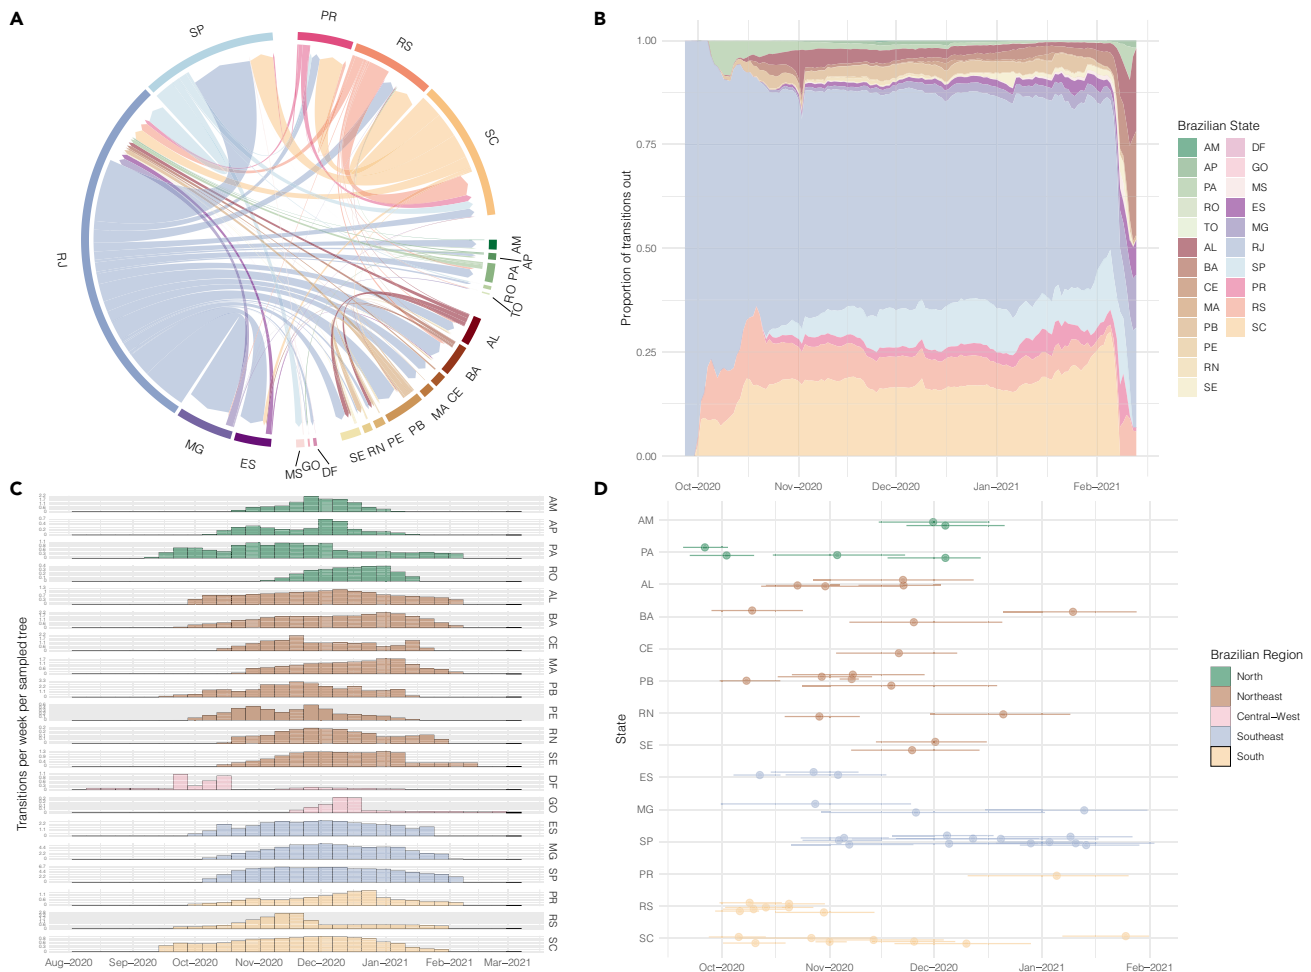 A
PR
RS
SP
SC
AM
AP
PA
RO
TO
RJ
AL
BA
CE
MA
PB
PE
RN
SE
DF
GO
MS
ES
MG
B
1.00
0.75
0.50
0.25
0.00
Proportion of transitions out
Oct–2020
Nov–2020
Dec–2020
Jan–2021
Feb–2021
Brazilian State
AM DF
AP GO
PA MS
RO ES
TO MG
AL RJ
BA SP
CE PR
MA RS
PB SC
PE
RN
SE
C
Transitions per week per sampled tree
AM
AP
PA
RO
AL
BA
CE
MA
PB
PE
RN
SE
DF
GO
ES
MG
SP
PR
RS
SC
Aug–2020
Sep–2020
Oct–2020
Nov–2020
Dec–2020
Jan–2021
Feb–2021
Mar–2021
D
State
AM
PA
AL
BA
CE
PB
RN
SE
ES
MG
SP
PR
RS
SC
Oct–2020
Nov–2020
Dec–2020
Jan–2021
Feb–2021
Brazilian Region
North
Northeast
Central–West
Southeast
South